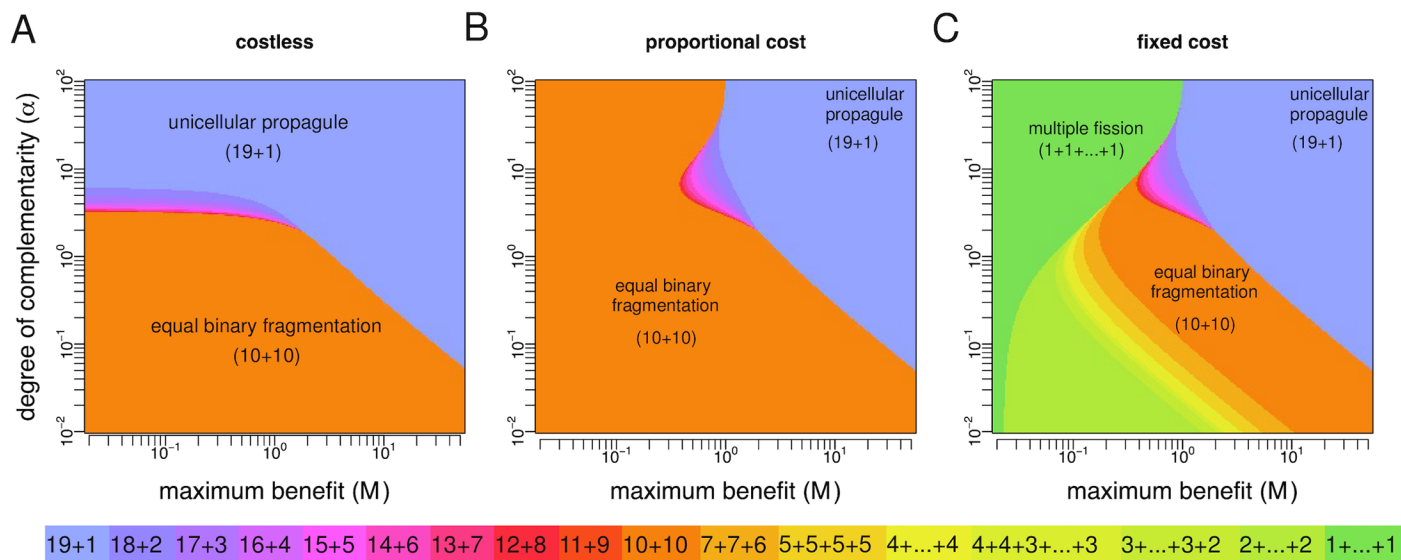 A
costless
degree of complementarity (α)
10²
10¹
10⁰
10⁻¹
10⁻²
unicellular propagule
(19+1)
equal binary fragmentation
(10+10)
10⁻¹ 10⁰ 10¹
maximum benefit (M)
B
proportional cost
10²
10¹
10⁰
10⁻¹
10⁻²
unicellular
propagule
(19+1)
equal binary
fragmentation
(10+10)
10⁻¹ 10⁰ 10¹
maximum benefit (M)
C
fixed cost
10²
10¹
10⁰
10⁻¹
10⁻²
multiple fission
(1+1+...+1)
unicellular
propagule
(19+1)
equal binary
fragmentation
(10+10)
10⁻¹ 10⁰ 10¹
maximum benefit (M)
19+1 18+2 17+3 16+4 15+5 14+6 13+7 12+8 11+9 10+10 7+7+6 5+5+5+5 4+...+4 4+4+3+...+3 3+...+3+2 2+...+2 1+...+1